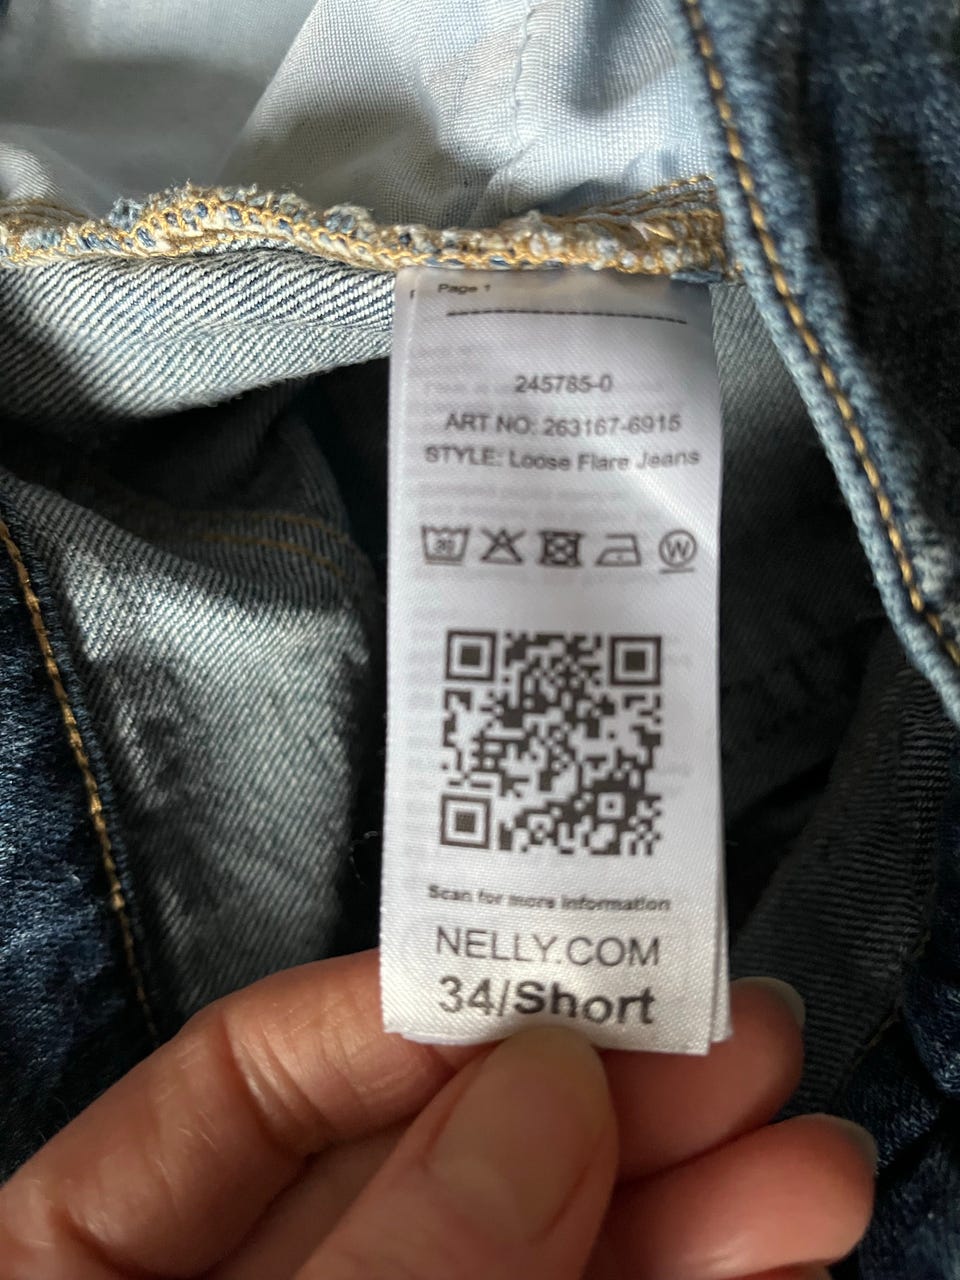 Page 1
245785-0
ART NO: 263167-6915
STYLE: Loose Flare Jeans
30
W
Scan for more information
NELLY.COM
34/Short